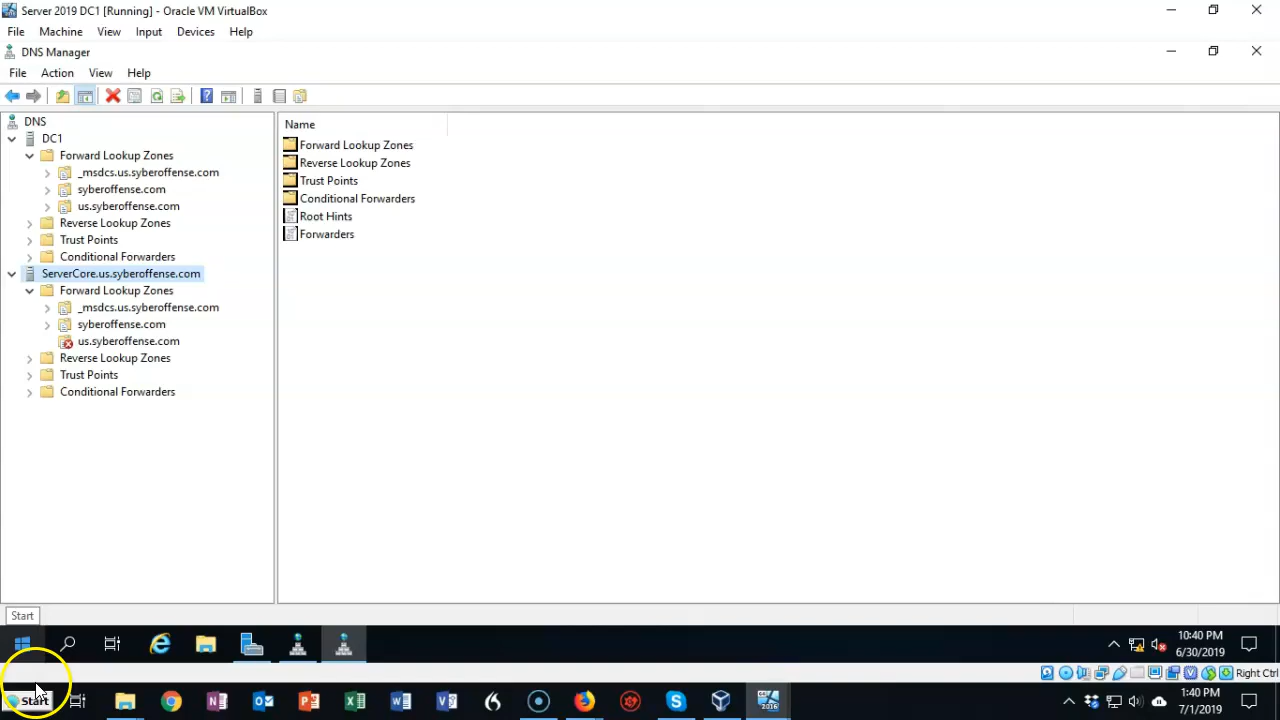 Server 2019 DC1 [Running] - Oracle VM VirtualBox
File Machine View Input Devices Help
DNS Manager
File Action View Help
DNS
DC1
Forward Lookup Zones
_msdcs.us.syberoffense.com
syberoffense.com
us.syberoffense.com
Reverse Lookup Zones
Trust Points
Conditional Forwarders
ServerCore.us.syberoffense.com
Forward Lookup Zones
_msdcs.us.syberoffense.com
syberoffense.com
us.syberoffense.com
Reverse Lookup Zones
Trust Points
Conditional Forwarders
Name
Forward Lookup Zones
Reverse Lookup Zones
Trust Points
Conditional Forwarders
Root Hints
Forwarders
Start
10:40 PM
6/30/2019
Right Ctrl
Start
1:40 PM
7/1/2019